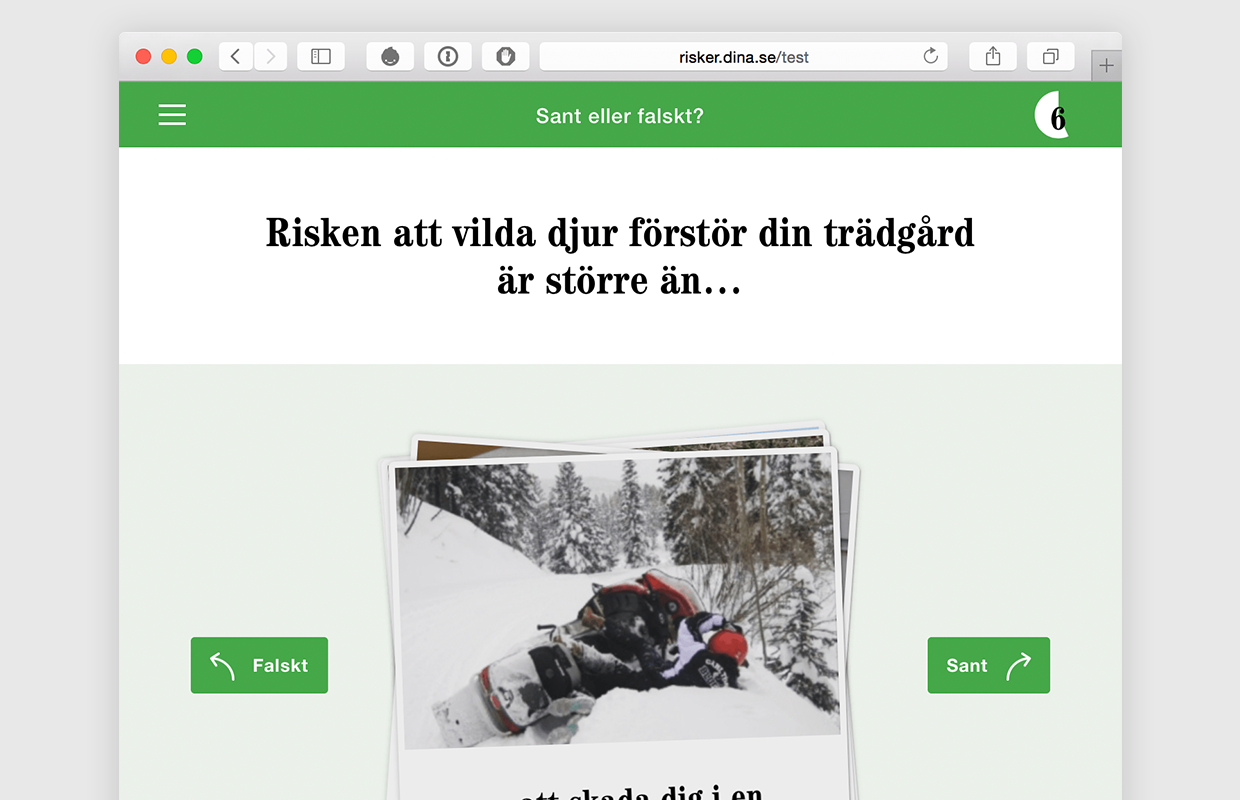 risker.dina.se/test
Sant eller falskt?
6
Risken att vilda djur förstör din trädgård
är större än…
Falskt
Sant
att skada dig i en